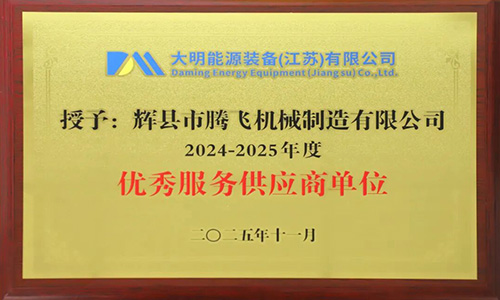 DM 大明能源装备(江苏)有限公司
Daming Energy Equipment (Jiangsu) Co.,Ltd.
授予：辉县市腾飞机械制造有限公司
2024-2025年度
优秀服务供应商单位
二〇二五年十一月